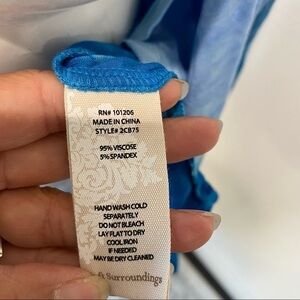 RN# 101206
MADE IN CHINA
STYLE# 2CB75
95% VISCOSE
5% SPANDEX
HAND WASH COLD
SEPARATELY
DO NOT BLEACH
LAY FLAT TO DRY
COOL IRON
IF NEEDED
MAY BE DRY CLEANED
& Surroundings